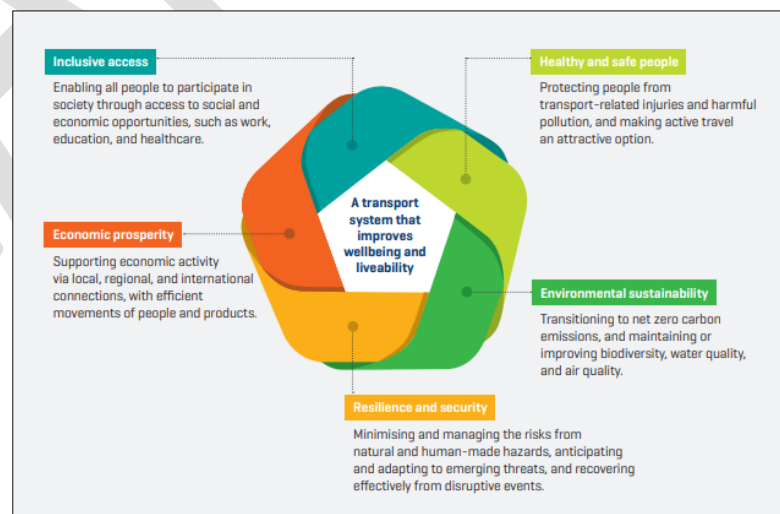 Inclusive access
Enabling all people to participate in
society through access to social and
economic opportunities, such as work,
education, and healthcare.
Healthy and safe people
Protecting people from
transport-related injuries and harmful
pollution, and making active travel
an attractive option.
A transport
system that
improves
wellbeing and
liveability
Economic prosperity
Supporting economic activity
via local, regional, and international
connections, with efficient
movements of people and products.
Environmental sustainability
Transitioning to net zero carbon
emissions, and maintaining or
improving biodiversity, water quality,
and air quality.
Resilience and security
Minimising and managing the risks from
natural and human-made hazards, anticipating
and adapting to emerging threats, and recovering
effectively from disruptive events.